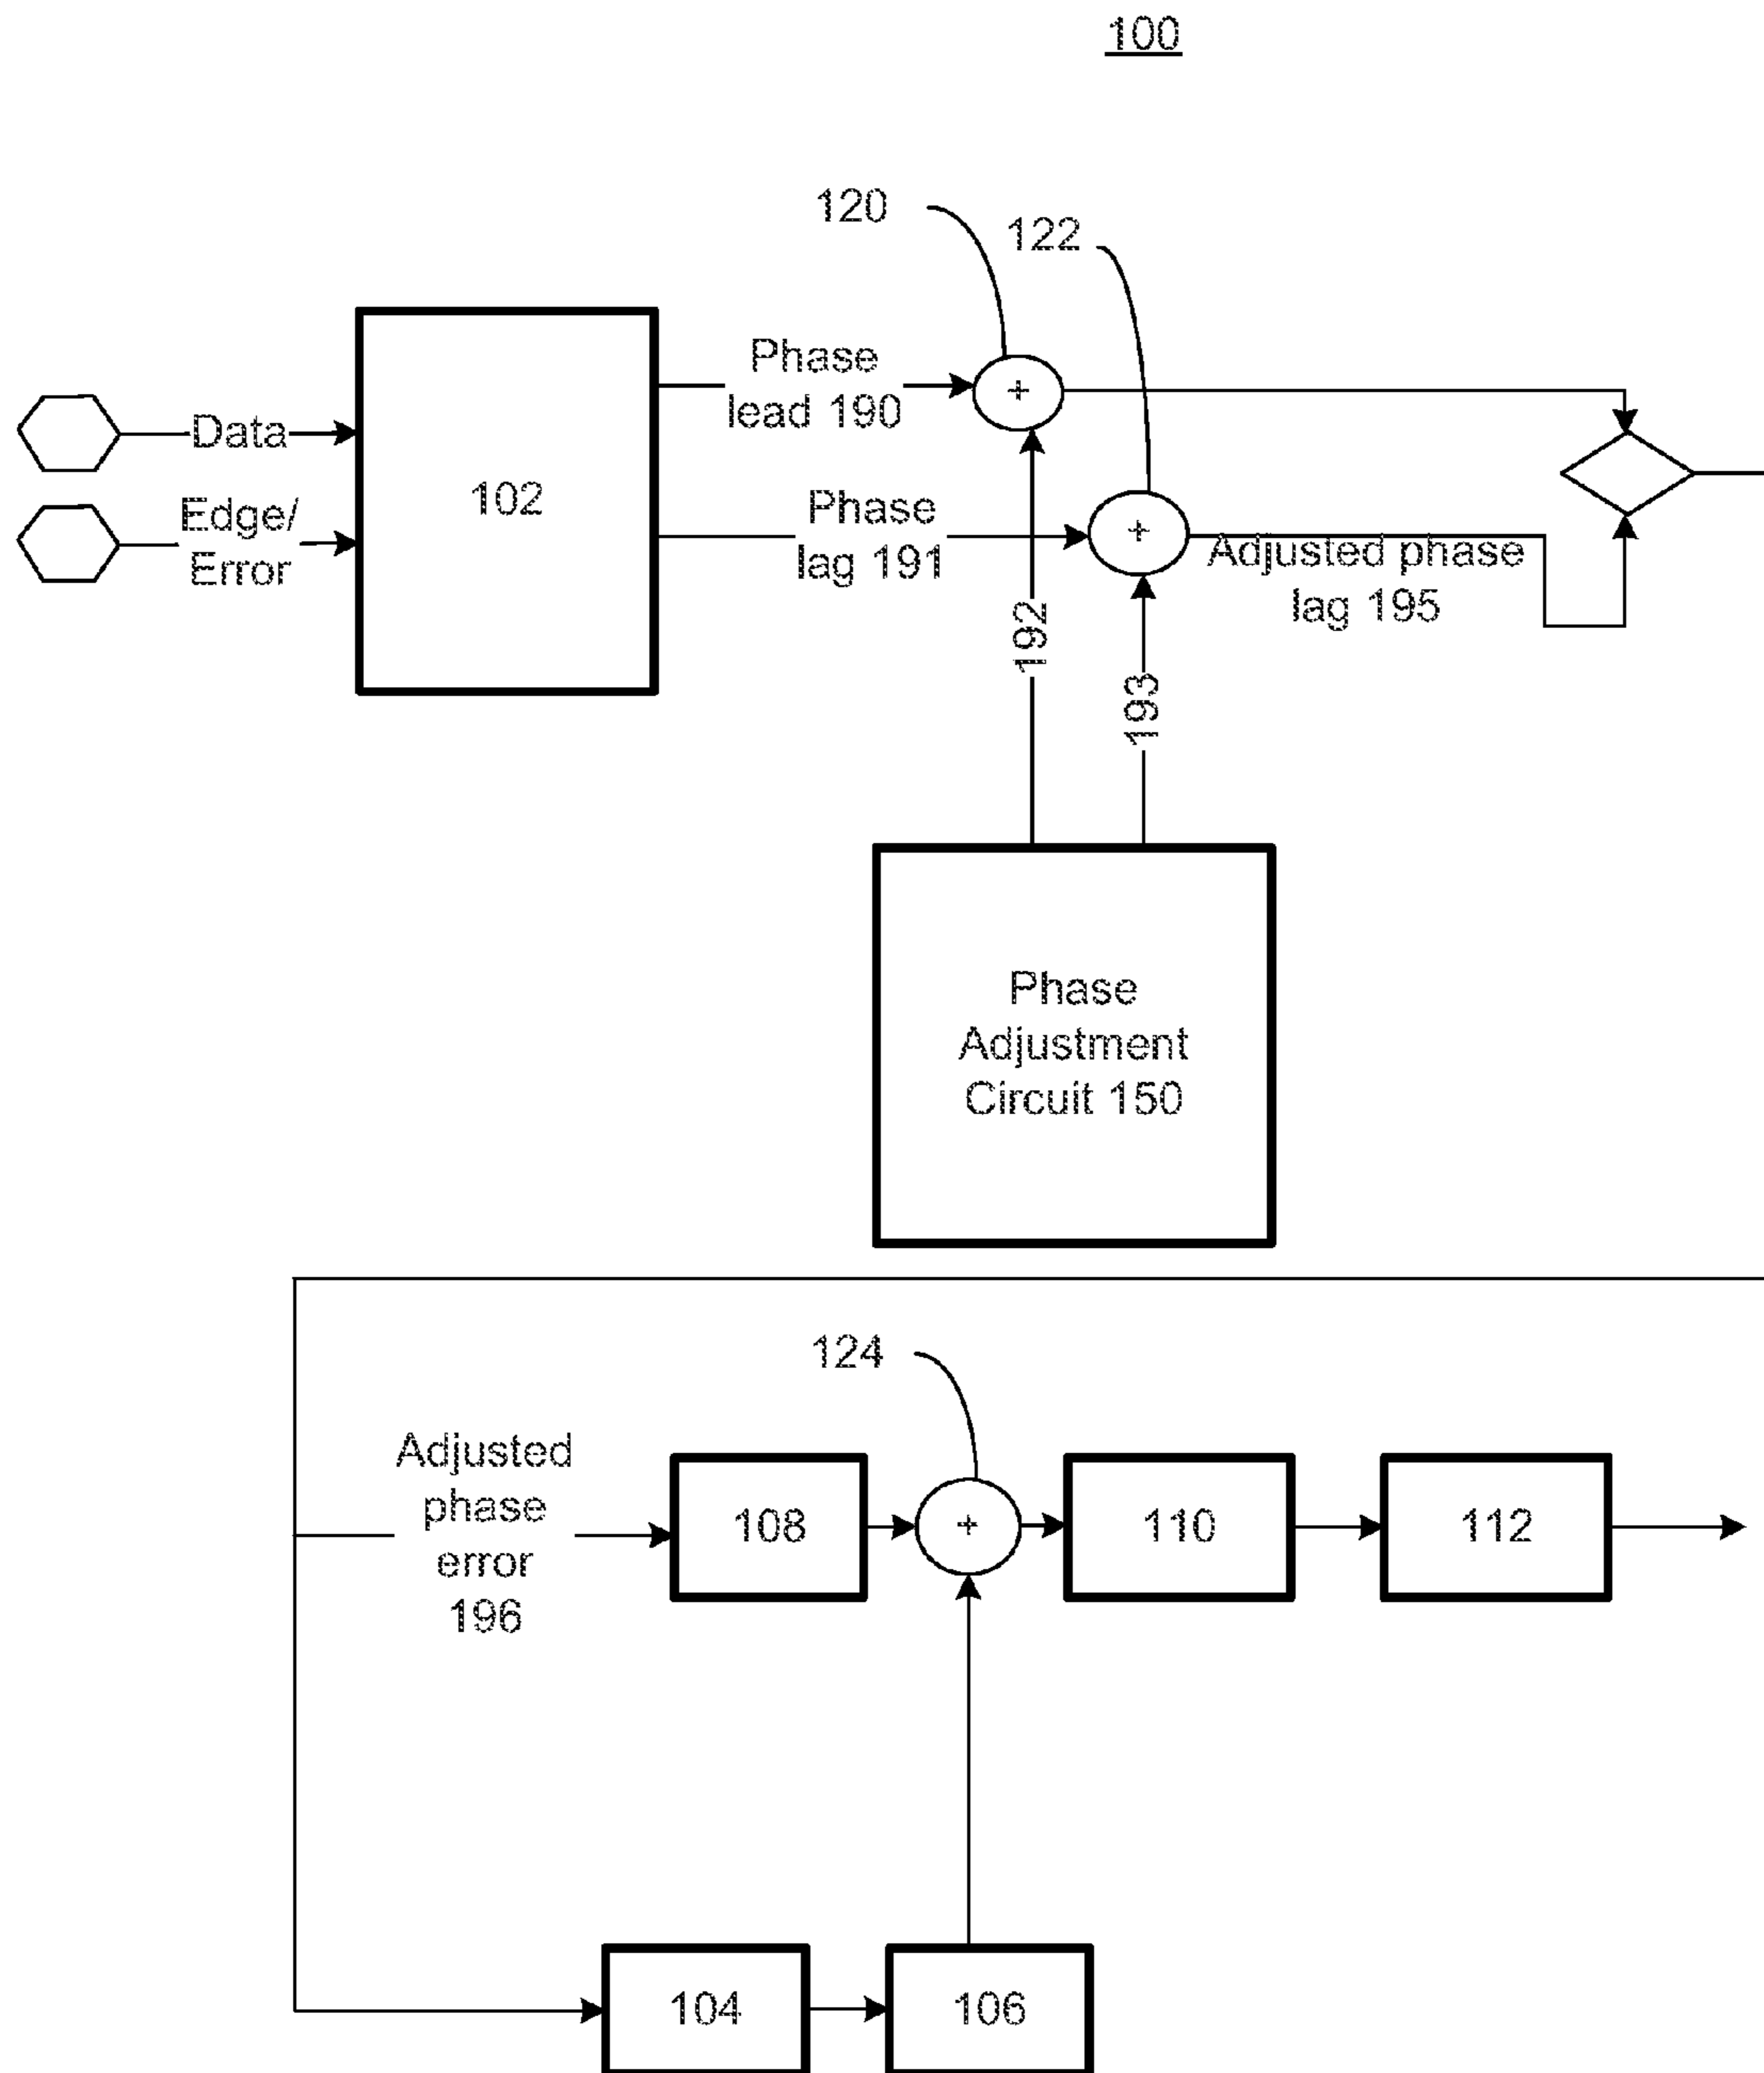 100
120
122
Phase
lead 190
Data
102
Edge/
Error
Phase
lag 191
+
+
Adjusted phase
lag 195
192
193
Phase
Adjustment
Circuit 150
124
Adjusted
phase
error
196
108
+
110
112
104
106